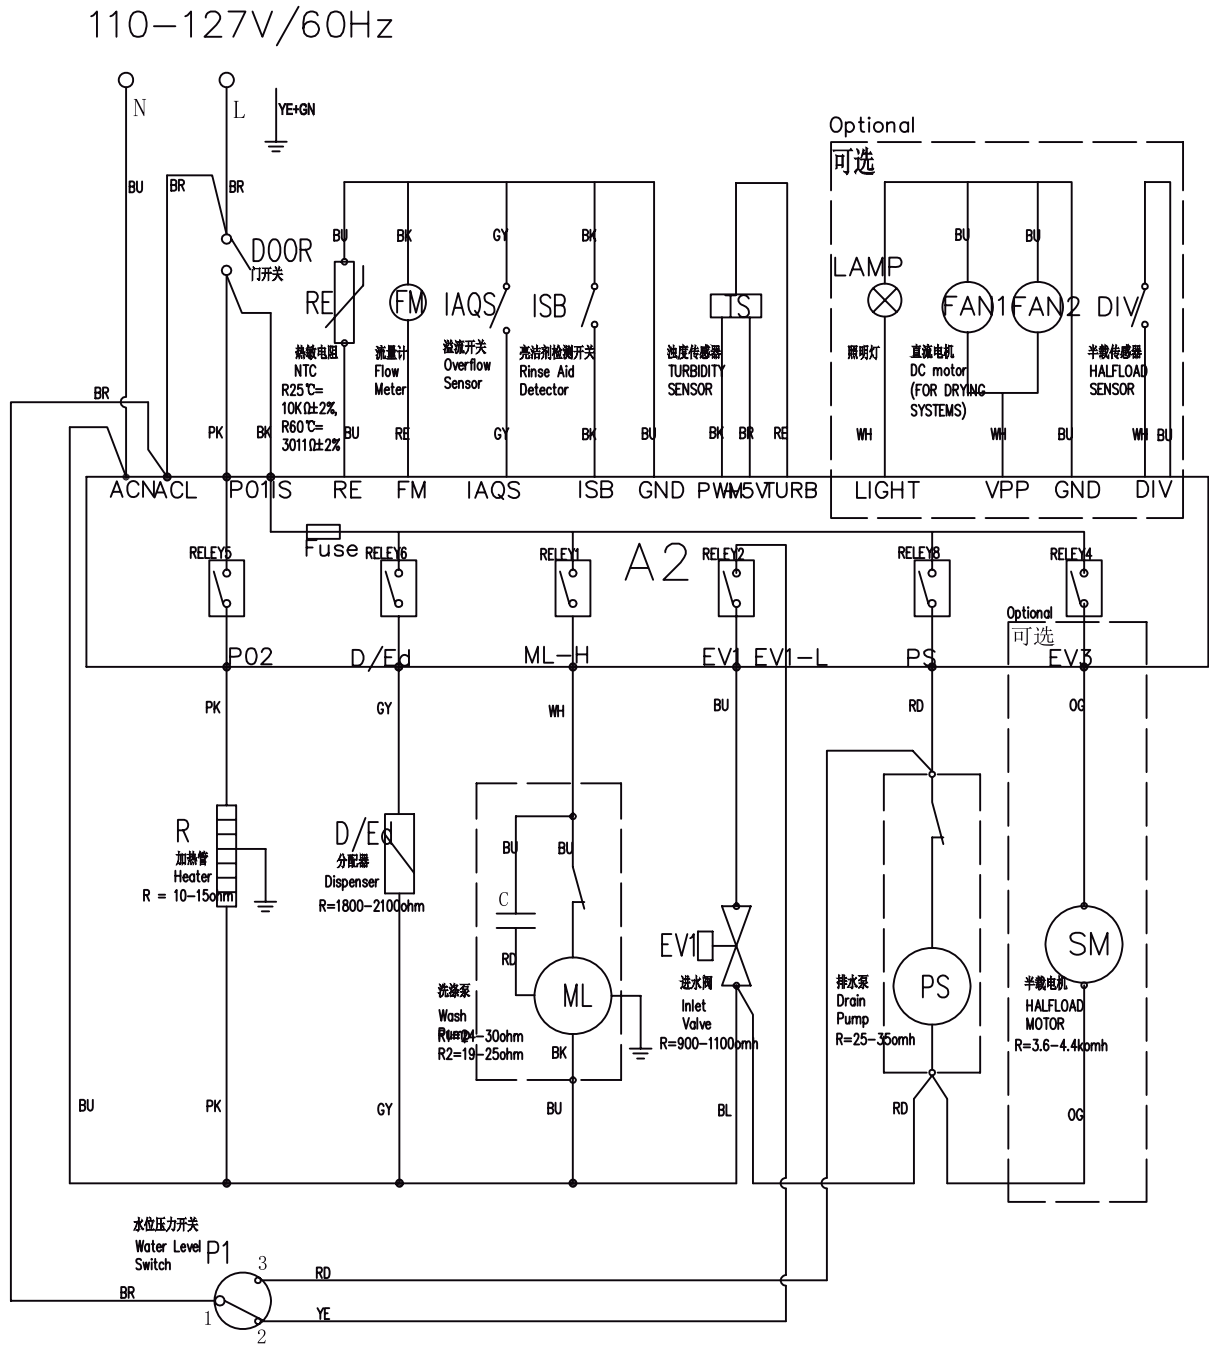 110-127V/60Hz
N
L
YE+GN
BU
BR
BR
DOOR
门开关
BU
BK
GY
BK
RE
FM
IAQS
ISB
TS
热敏电阻
NTC
R25℃=
10KΩ±2%,
R60℃=
3011Ω±2%
流量计
Flow
Meter
溢流开关
Overflow
Sensor
亮洁剂检测开关
Rinse Aid
Detector
浊度传感器
TURBIDITY
SENSOR
Optional
可选
BU
BU
LAMP
FAN1
FAN2
DIV
照明灯
直流电机
DC motor
(FOR DRYING
SYSTEMS)
半载传感器
HALFLOAD
SENSOR
BR
PK
BK
BU
RE
GY
BK
BU
BK
BR
RE
WH
WH
BU
WH
BU
ACN
ACL
P01
IS
RE
FM
IAQS
ISB
GND
PWM
+5V
TURB
LIGHT
VPP
GND
DIV
Fuse
A2
RELEY5
RELEY6
RELEY1
RELEY2
RELEY8
RELEY4
Optional
可选
P02
D/Ed
ML-H
EV1
EV1-L
PS
EV3
PK
GY
WH
BU
RD
OG
R
加热管
Heater
R = 10-15ohm
D/Ed
分配器
Dispenser
R=1800-2100ohm
BU
BU
C
RD
ML
洗涤泵
Wash
Pump
R1=24-30ohm
R2=19-25ohm
BK
EV1
进水阀
Inlet
Valve
R=900-1100omh
PS
排水泵
Drain
Pump
R=25-35omh
SM
半载电机
HALFLOAD
MOTOR
R=3.6-4.4komh
BU
PK
GY
BU
BL
RD
OG
水位压力开关
Water Level
Switch
P1
3
RD
BR
1
2
YE